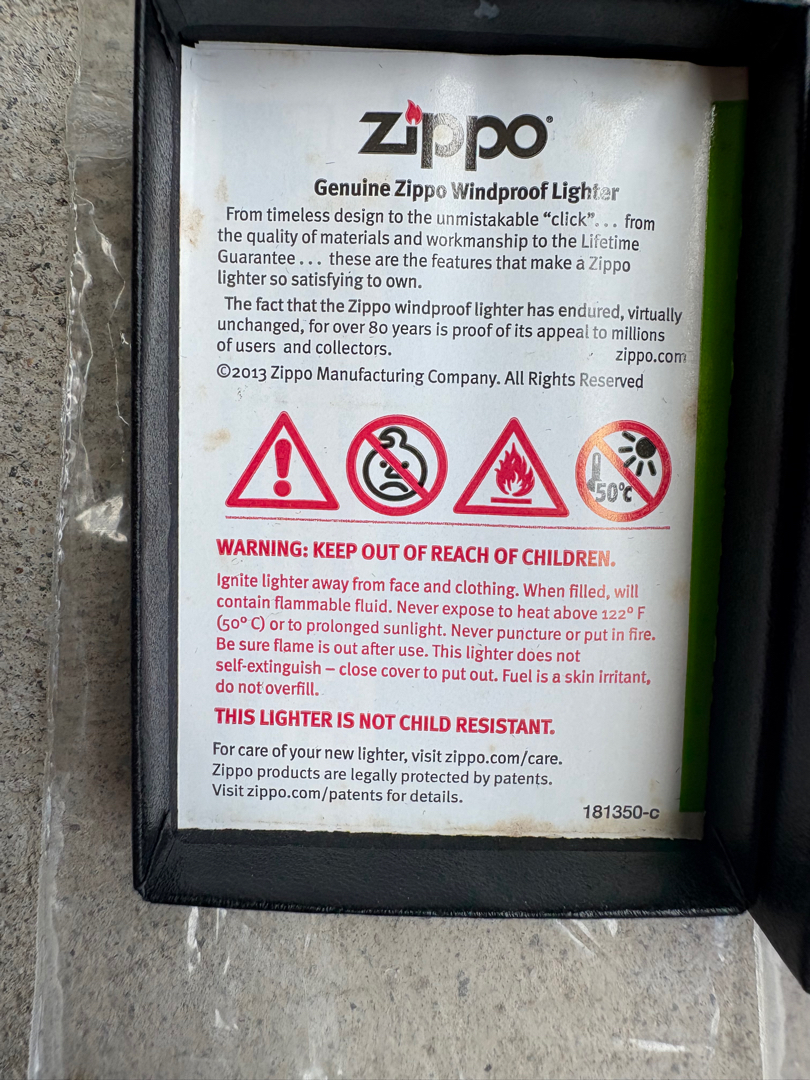 zippo®
Genuine Zippo Windproof Lighter
From timeless design to the unmistakable “click”... from
the quality of materials and workmanship to the Lifetime
Guarantee ... these are the features that make a Zippo
lighter so satisfying to own.
The fact that the Zippo windproof lighter has endured, virtually
unchanged, for over 80 years is proof of its appeal to millions
of users and collectors.
zippo.com
©2013 Zippo Manufacturing Company. All Rights Reserved
50°C
WARNING: KEEP OUT OF REACH OF CHILDREN.
Ignite lighter away from face and clothing. When filled, will
contain flammable fluid. Never expose to heat above 122° F
(50° C) or to prolonged sunlight. Never puncture or put in fire.
Be sure flame is out after use. This lighter does not
self-extinguish – close cover to put out. Fuel is a skin irritant,
do not overfill.
THIS LIGHTER IS NOT CHILD RESISTANT.
For care of your new lighter, visit zippo.com/care.
Zippo products are legally protected by patents.
Visit zippo.com/patents for details.
181350-c